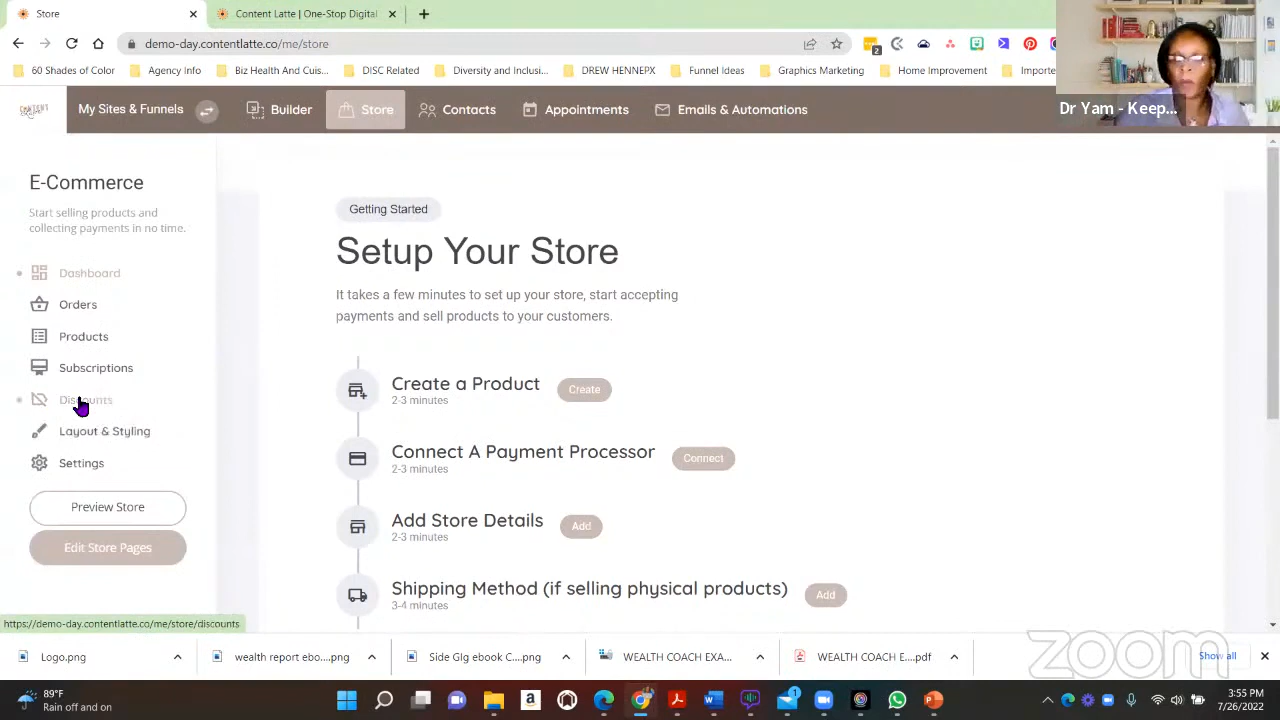 Store
Content Latte | One-Stop Digital
demo-day.contentlatte.co/me/store
2
60 Shades of Color
Agency Info
Biz Health And Cuis...
DISC Related
Diversity and Inclusi...
DREW HENNEPX
Funnel Ideas
Graphics Marketing
Home Improvement
Importe
My Sites & Funnels
Builder
Store
Contacts
Appointments
Emails & Automations
Dr Yam - Keep...
E-Commerce
Start selling products and
collecting payments in no time.
Dashboard
Orders
Products
Subscriptions
Discounts
Layout & Styling
Settings
Preview Store
Edit Store Pages
Getting Started
Setup Your Store
It takes a few minutes to set up your store, start accepting
payments and sell products to your customers.
Create a Product Create
2-3 minutes
Connect A Payment Processor Connect
2-3 minutes
Add Store Details Add
2-3 minutes
Shipping Method (if selling physical products) Add
3-4 minutes
https://demo-day.contentlatte.co/me/store/discounts
Logo.png
wealth report ebo....png
WEALTH COACH EXA...
WEALTH COACH E....pdf
Show all
zoom
89°F
Rain off and on
1
3:55 PM
7/26/2022